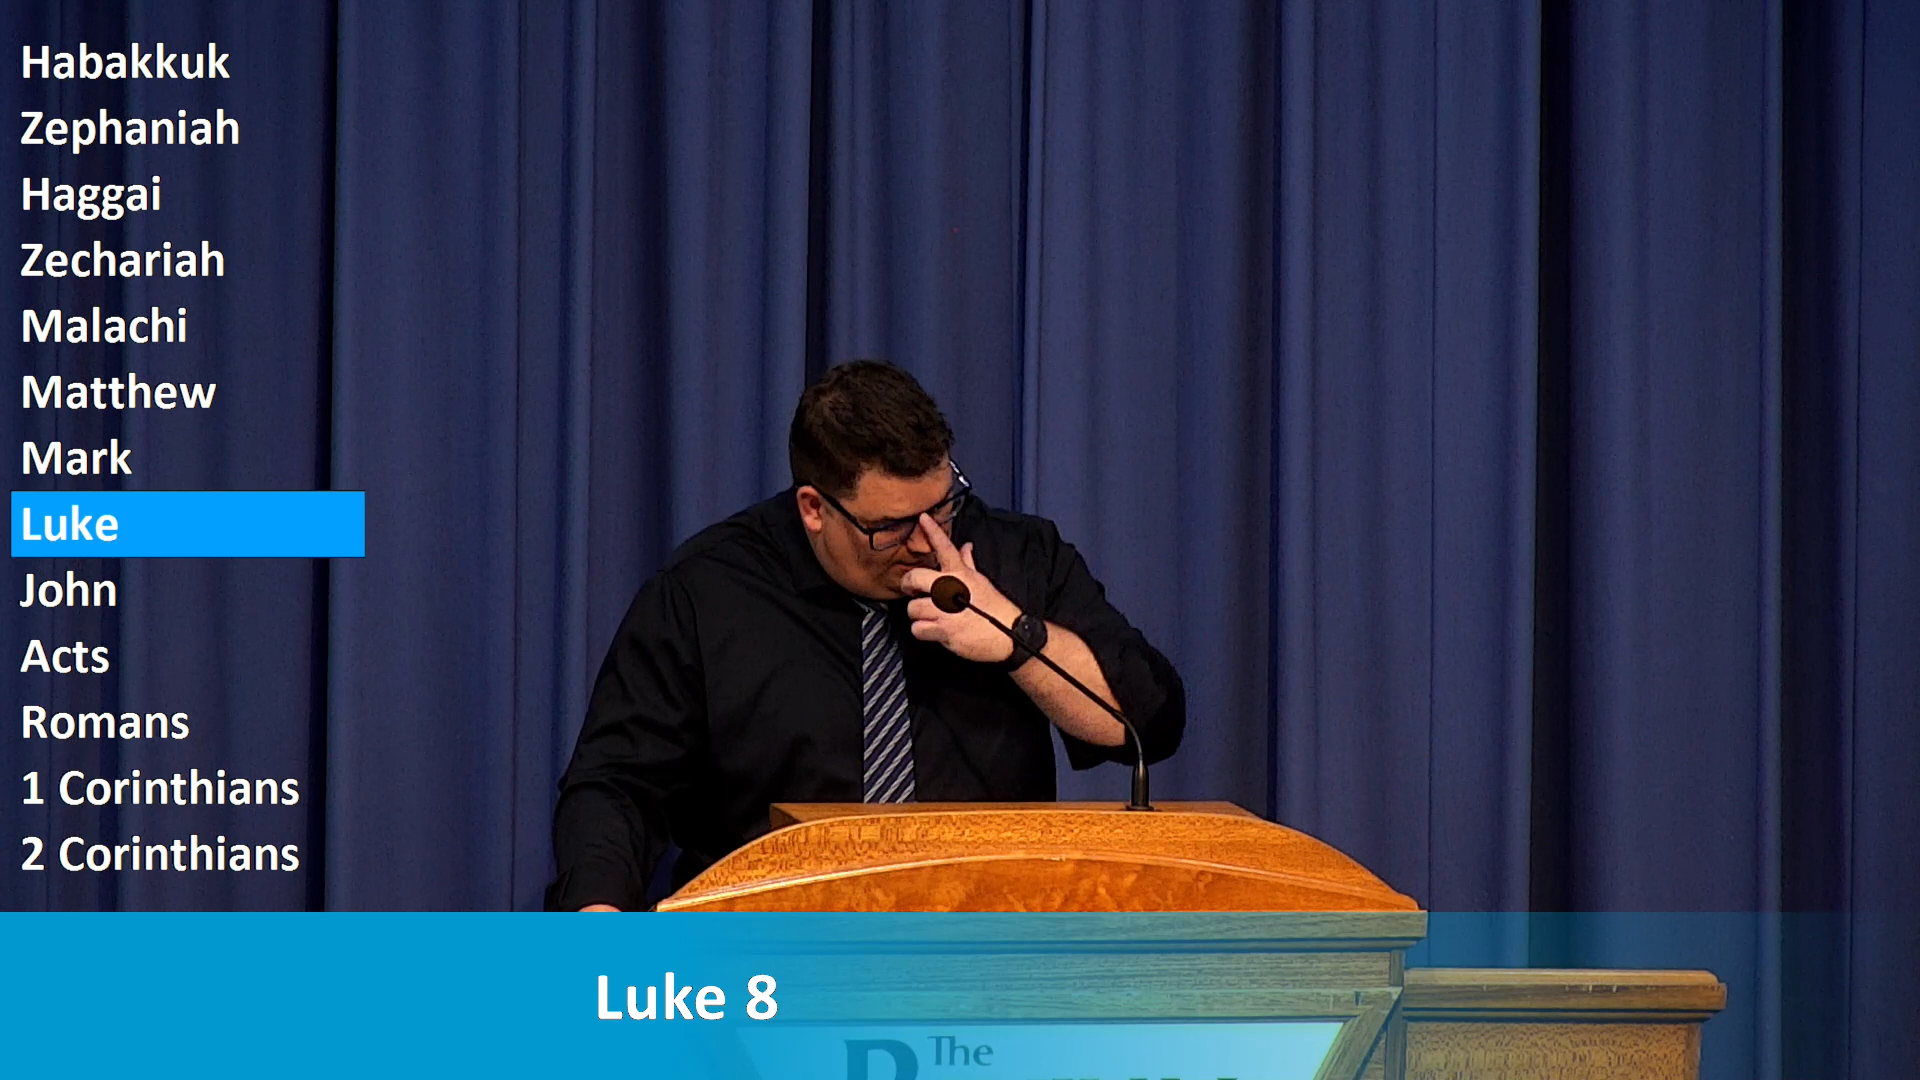 Habakkuk
Zephaniah
Haggai
Zechariah
Malachi
Matthew
Mark
Luke
John
Acts
Romans
1 Corinthians
2 Corinthians
Luke 8
The